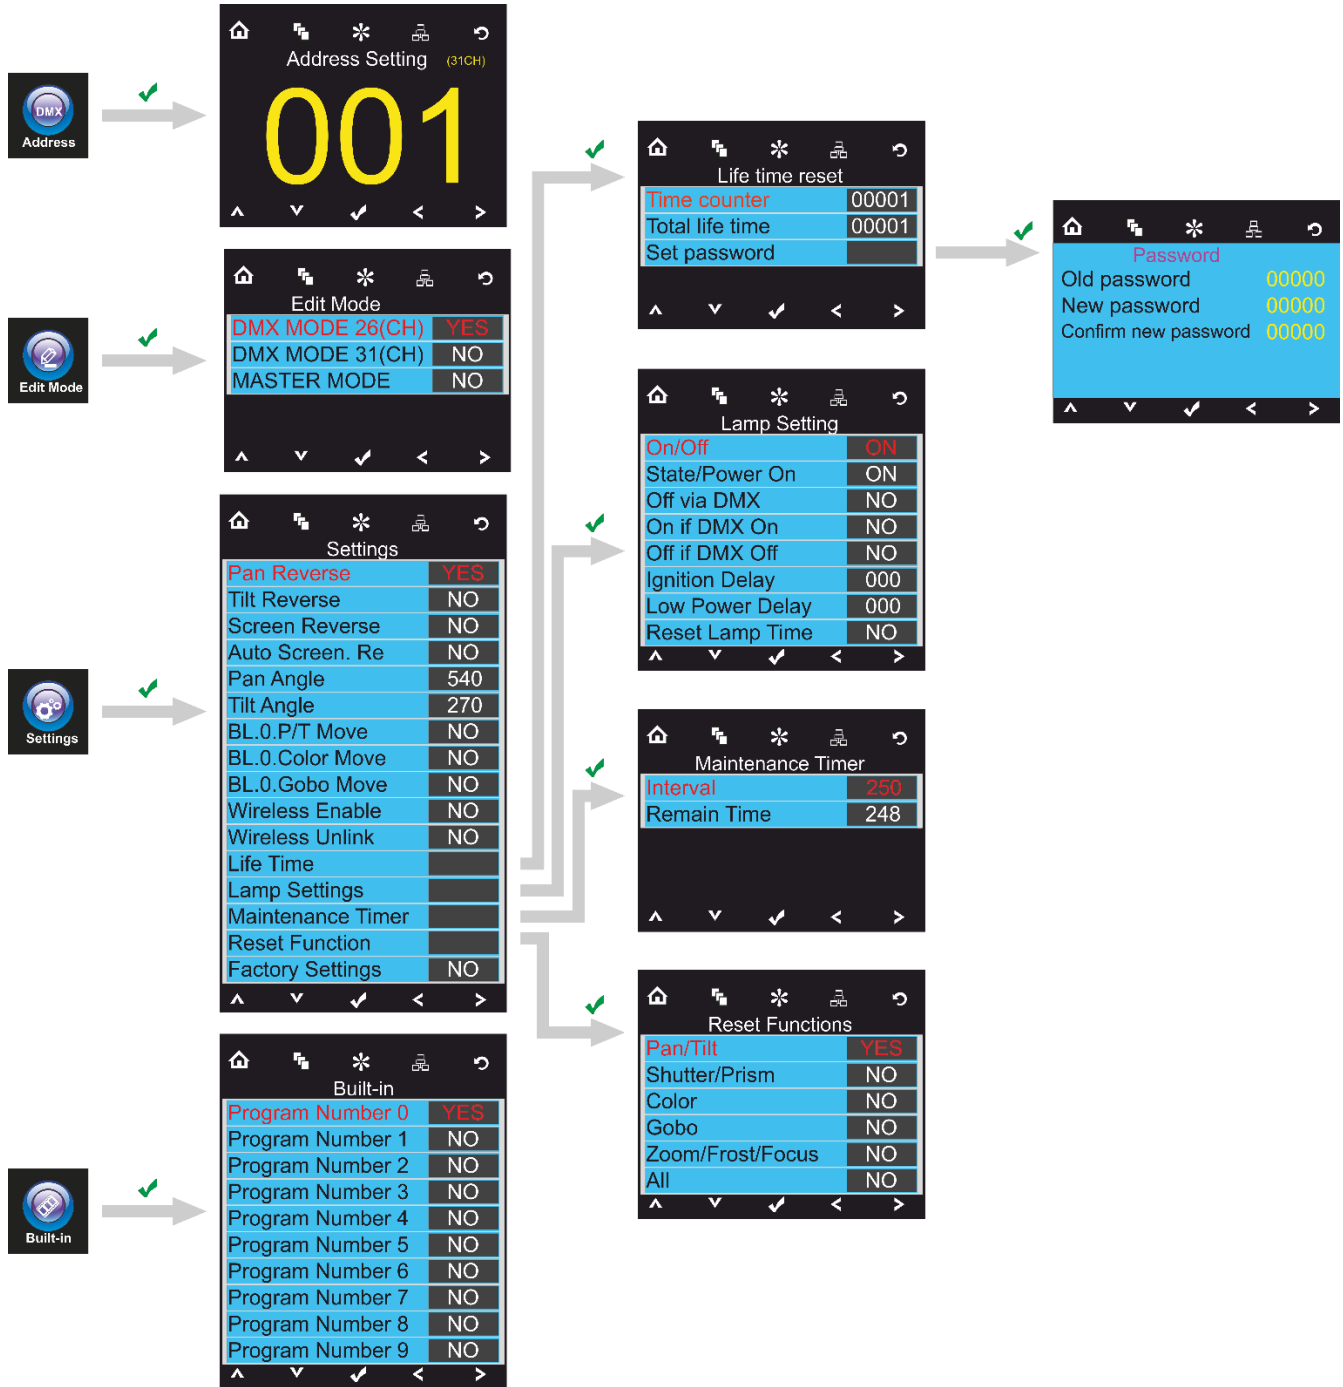 DMX
Address
Address Setting (31CH)
001
Edit Mode
Edit Mode
DMX MODE 26(CH) YES
DMX MODE 31(CH) NO
MASTER MODE NO
Settings
Settings
Pan Reverse YES
Tilt Reverse NO
Screen Reverse NO
Auto Screen. Re NO
Pan Angle 540
Tilt Angle 270
BL.0.P/T Move NO
BL.0.Color Move NO
BL.0.Gobo Move NO
Wireless Enable NO
Wireless Unlink NO
Life Time
Lamp Settings
Maintenance Timer
Reset Function
Factory Settings NO
Built-in
Built-in
Program Number 0 YES
Program Number 1 NO
Program Number 2 NO
Program Number 3 NO
Program Number 4 NO
Program Number 5 NO
Program Number 6 NO
Program Number 7 NO
Program Number 8 NO
Program Number 9 NO
Life time reset
Time counter 00001
Total life time 00001
Set password
Password
Old password 00000
New password 00000
Confirm new password 00000
Lamp Setting
On/Off ON
State/Power On ON
Off via DMX NO
On if DMX On NO
Off if DMX Off NO
Ignition Delay 000
Low Power Delay 000
Reset Lamp Time NO
Maintenance Timer
Interval 250
Remain Time 248
Reset Functions
Pan/Tilt YES
Shutter/Prism NO
Color NO
Gobo NO
Zoom/Frost/Focus NO
All NO